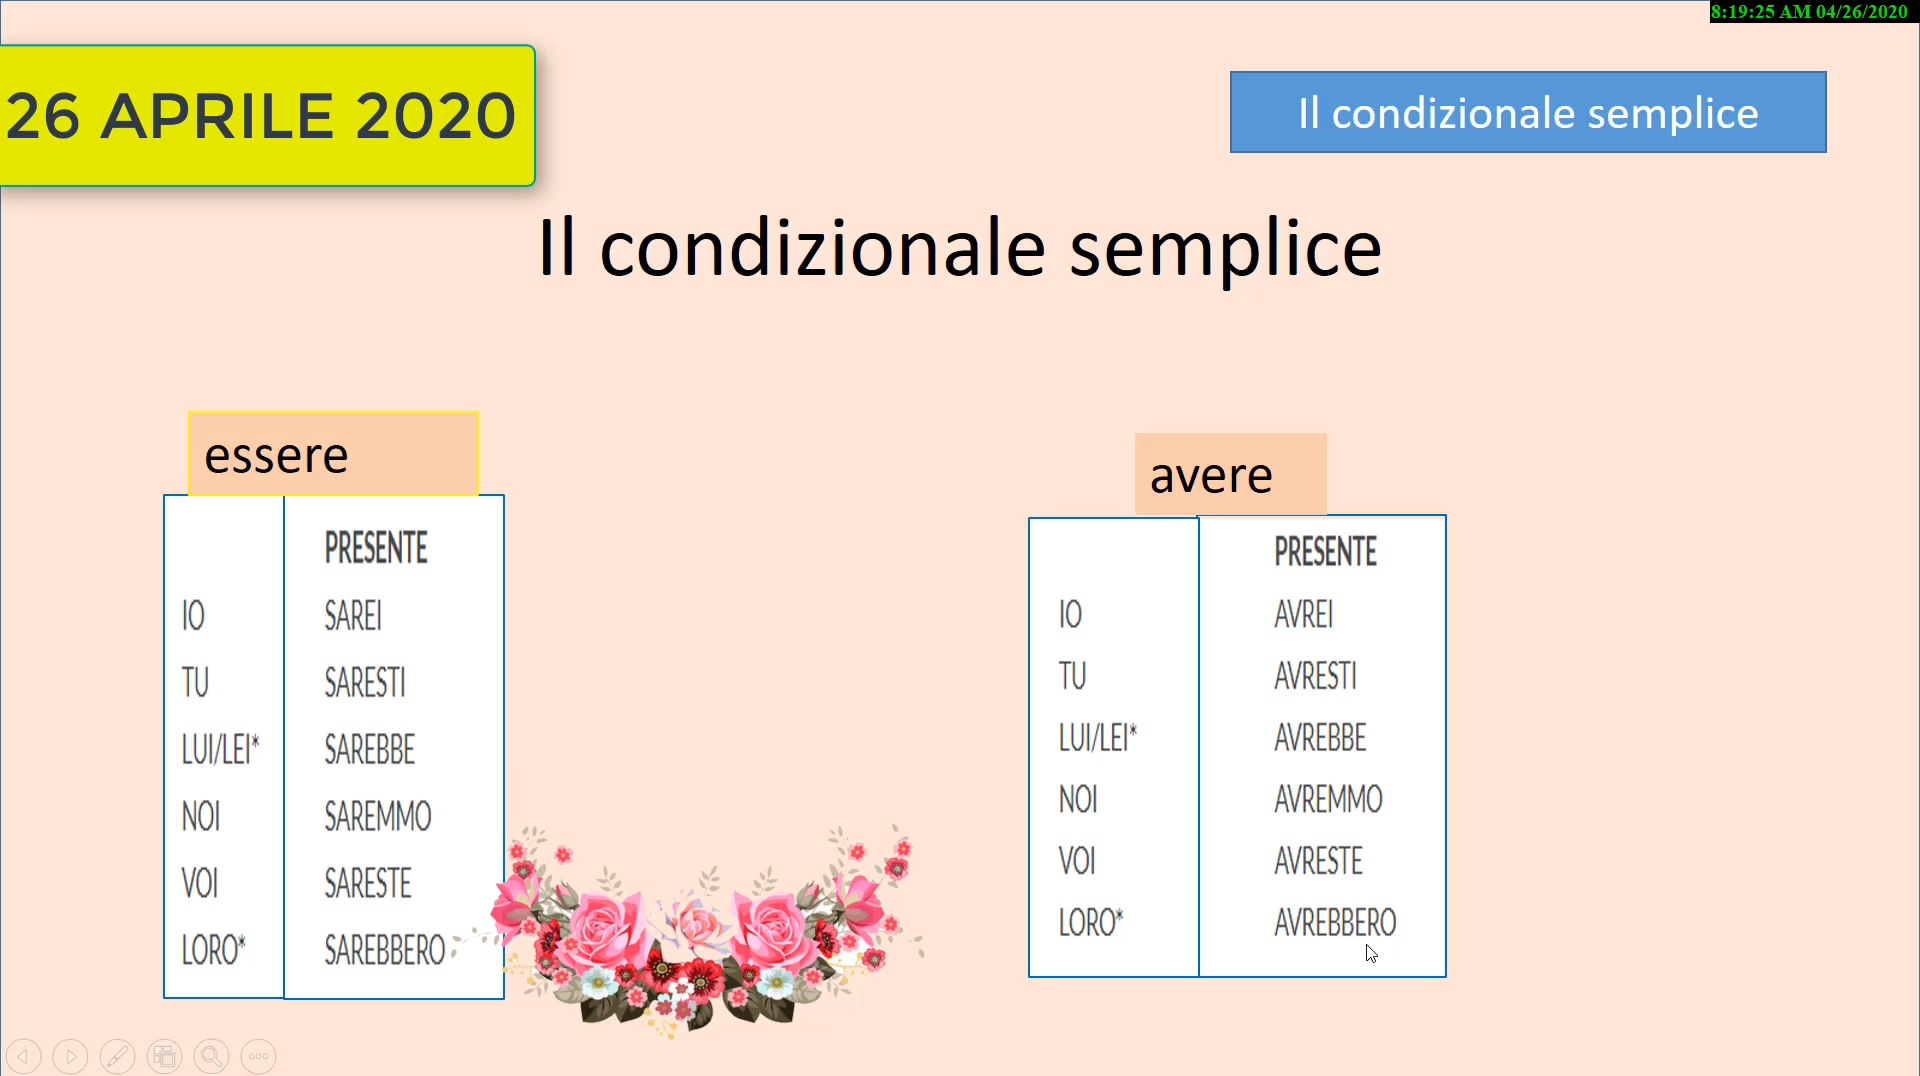 8:19:25 AM 04/26/2020
26 APRILE 2020
Il condizionale semplice
Il condizionale semplice
essere
PRESENTE
IO SAREI
TU SARESTI
LUI/LEI* SAREBBE
NOI SAREMMO
VOI SARESTE
LORO* SAREBBERO
avere
PRESENTE
IO AVREI
TU AVRESTI
LUI/LEI* AVREBBE
NOI AVREMMO
VOI AVRESTE
LORO* AVREBBERO